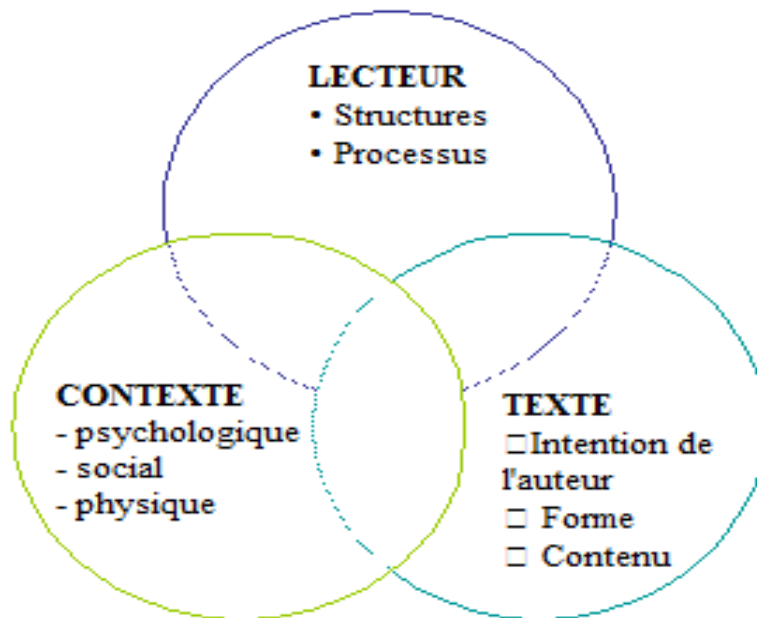 LECTEUR
• Structures
• Processus
CONTEXTE
- psychologique
- social
- physique
TEXTE
□Intention de
l'auteur
□ Forme
□ Contenu